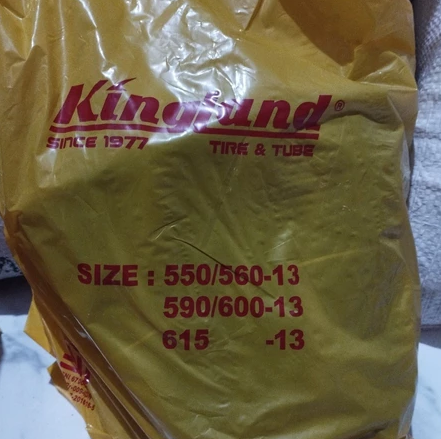 Kingland®
SINCE 1977
TIRE & TUBE
SIZE : 550/560-13
590/600-13
615 -13